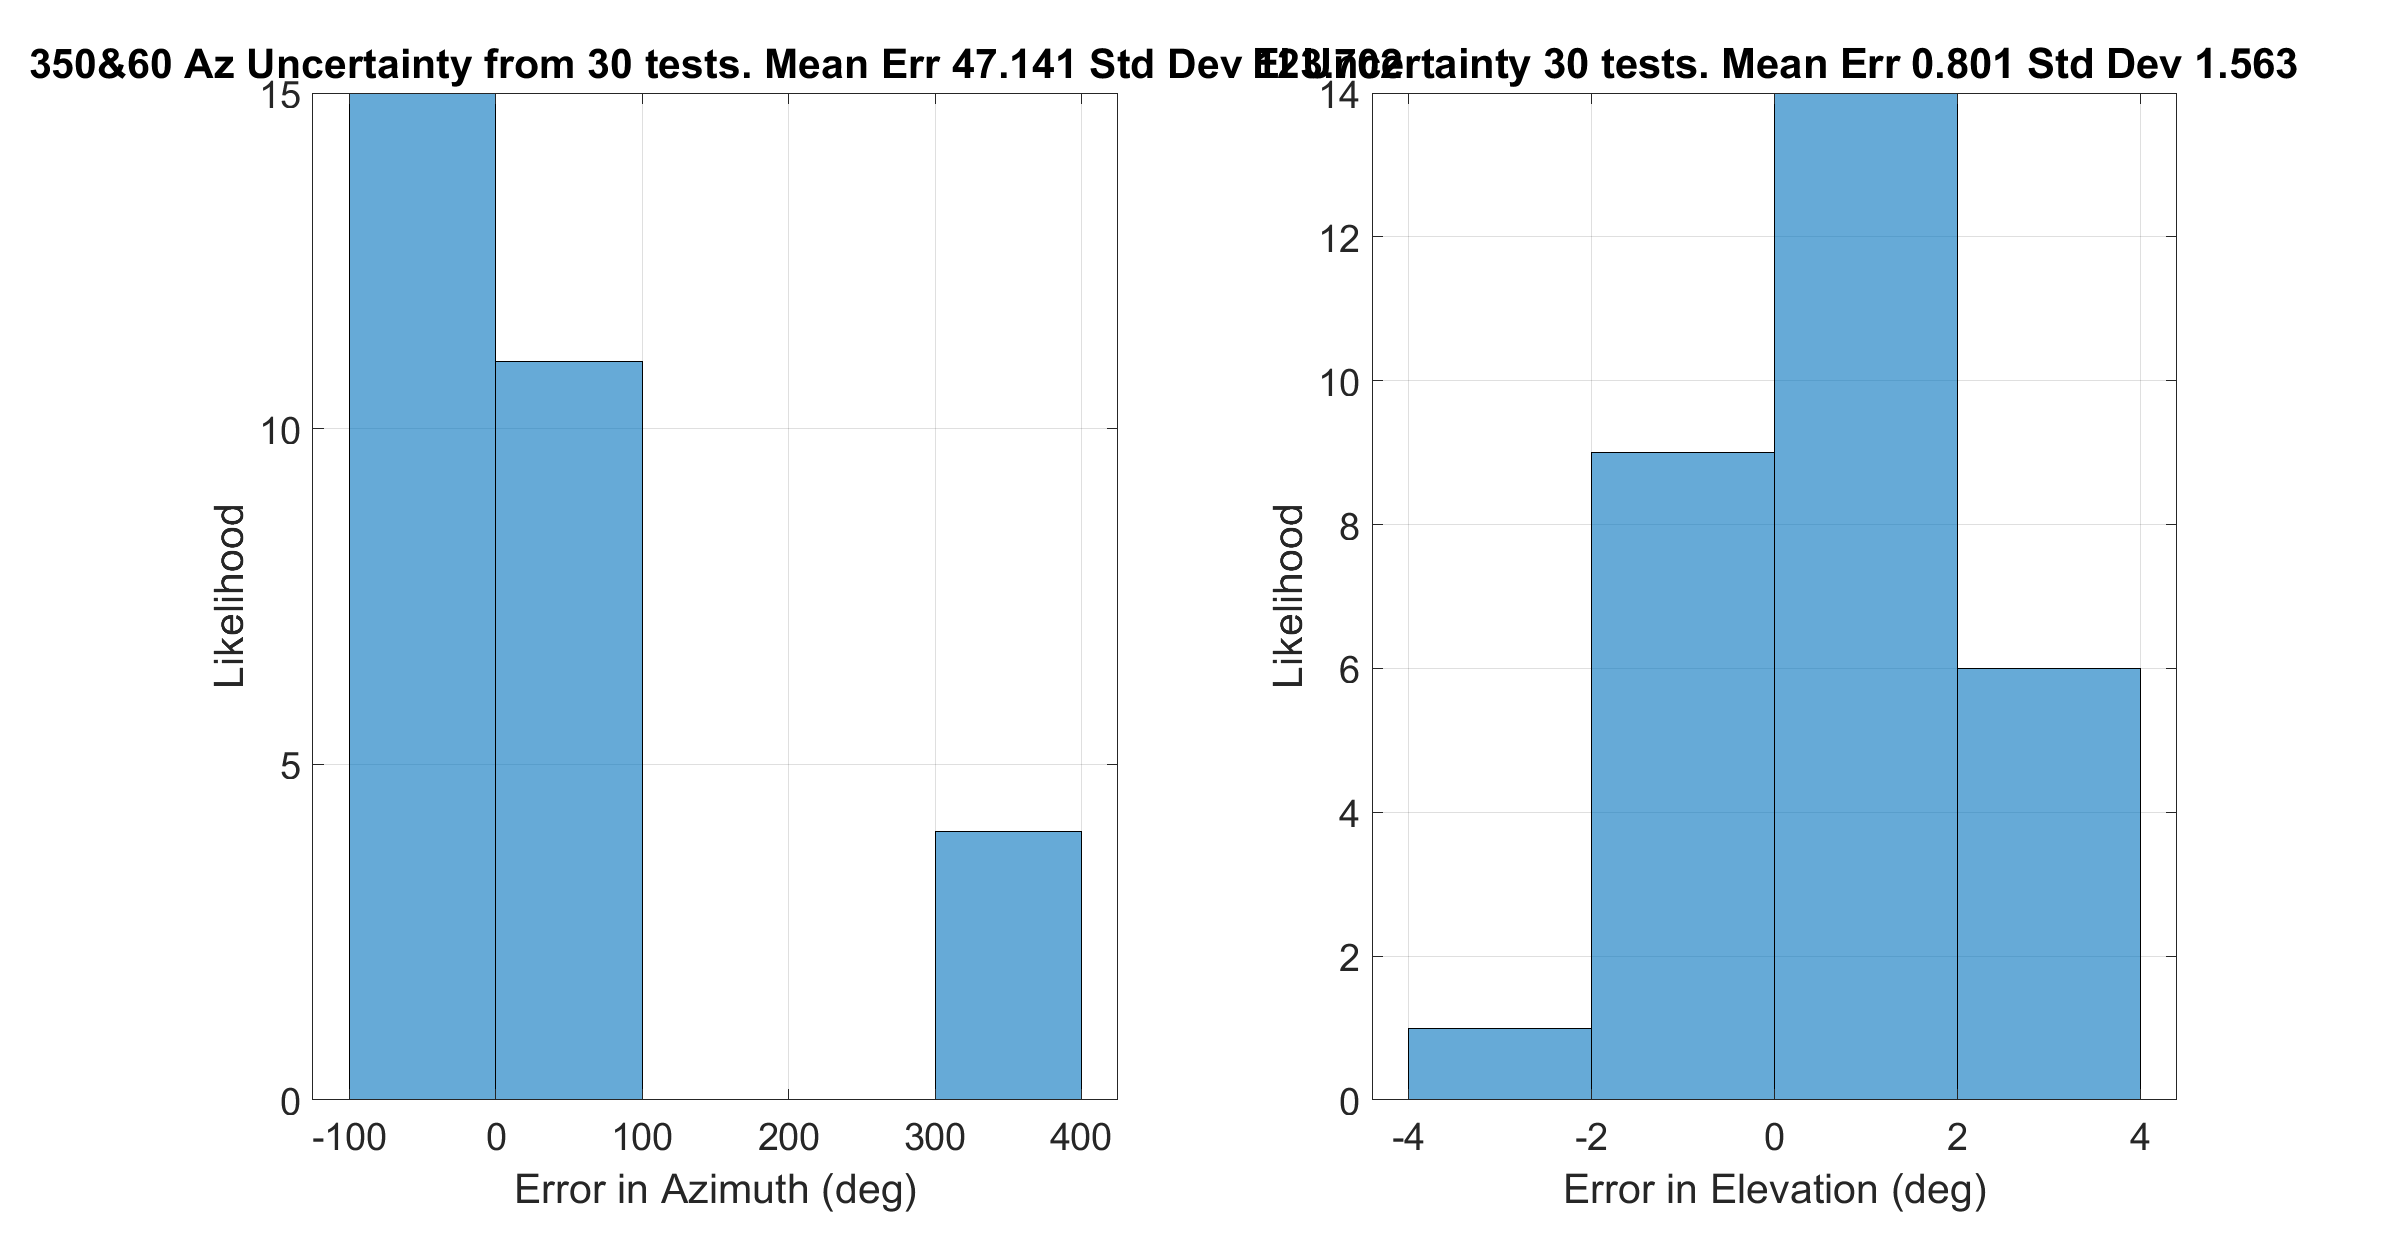 350&60 Az Uncertainty from 30 tests. Mean Err 47.141 Std Dev 123.702
El Uncertainty 30 tests. Mean Err 0.801 Std Dev 1.563
15
10
5
0
Likelihood
-100 0 100 200 300 400
Error in Azimuth (deg)
14
12
10
8
6
4
2
0
Likelihood
-4 -2 0 2 4
Error in Elevation (deg)